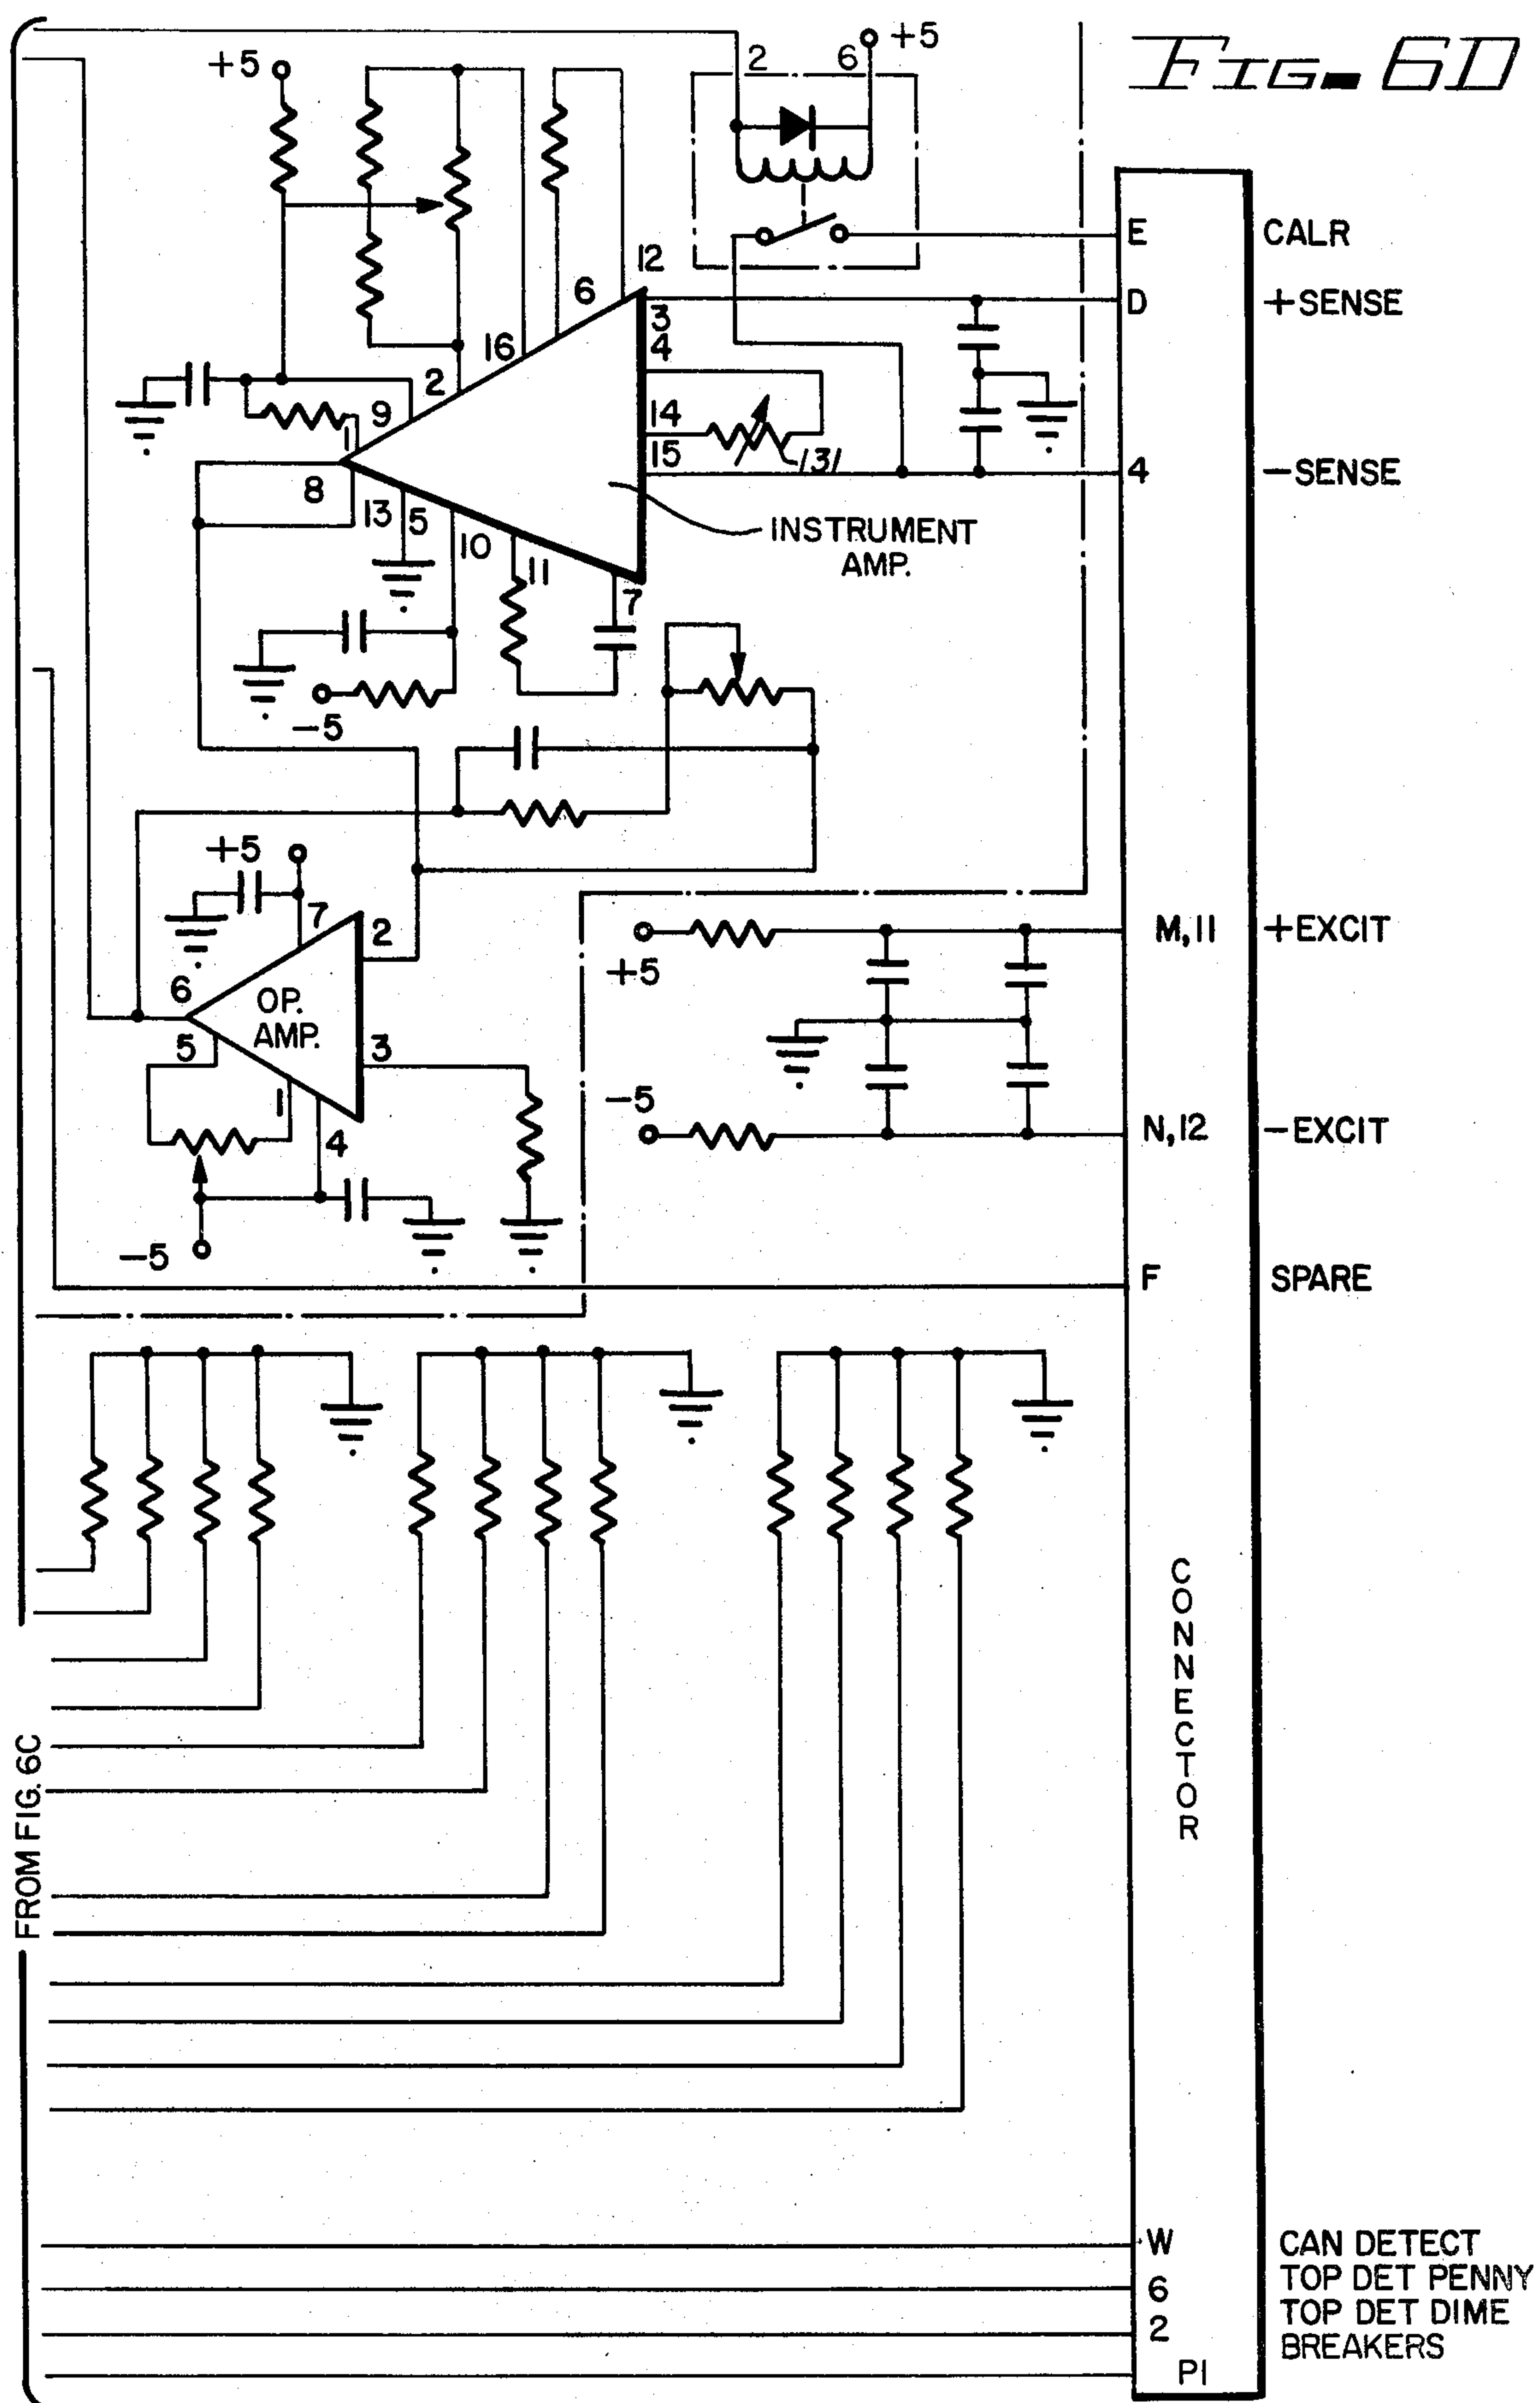 FIG. 6D
+5
2
6
+5
12
6
E
CALR
3
D
+SENSE
4
16
2
9
14
1
15
131
8
4
-SENSE
13
5
10
INSTRUMENT
AMP.
11
7
-5
+5
7
2
M,11
+EXCIT
+5
6
OP.
AMP.
5
3
1
-5
4
N,12
-EXCIT
-5
F
SPARE
CONNECTOR
FROM FIG. 6C
W
CAN DETECT
6
TOP DET PENNY
2
TOP DET DIME
BREAKERS
P1